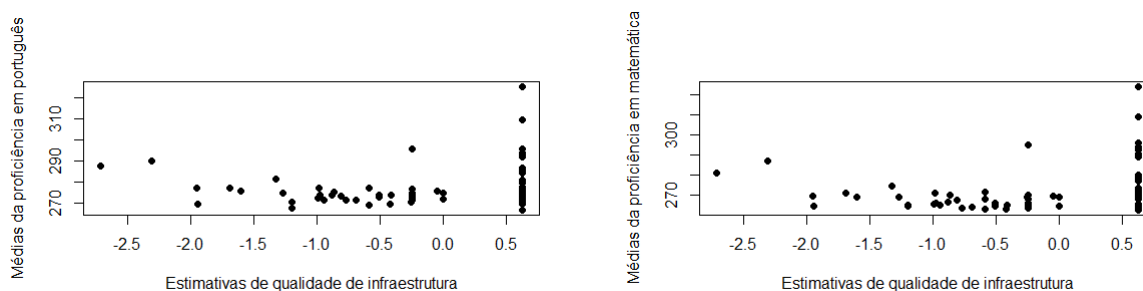 Médias da proficiência em português
270 290 310
-2.5 -2.0 -1.5 -1.0 -0.5 0.0 0.5
Estimativas de qualidade de infraestrutura
Médias da proficiência em matemática
270 300
-2.5 -2.0 -1.5 -1.0 -0.5 0.0 0.5
Estimativas de qualidade de infraestrutura